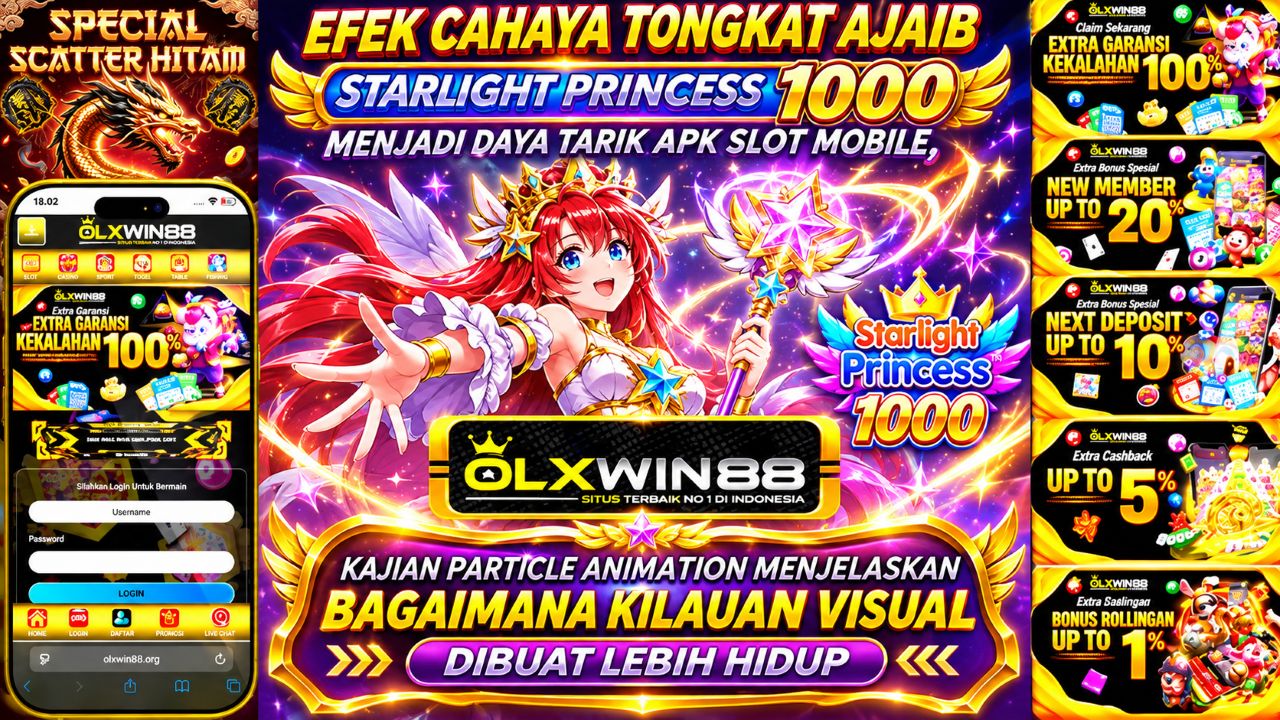 SPECIAL
SCATTER HITAM
18.02
OLXWIN88
SITUS TERBAIK NO 1 DI INDONESIA
SLOT
CASINO
SPORT
TOGEL
TABLE
FISHING
OLXWIN88
Extra Garansi
EXTRA GARANSI
KEKALAHAN 100%
Silahkan Login Untuk Bermain
Username
Password
LOGIN
HOME
LOGIN
DAFTAR
PROMOSI
LIVE CHAT
olxwin88.org
EFEK CAHAYA TONGKAT AJAIB
STARLIGHT PRINCESS 1000
MENJADI DAYA TARIK APK SLOT MOBILE,
Starlight
Princess™
1000
OLXWIN88
SITUS TERBAIK NO 1 DI INDONESIA
KAJIAN PARTICLE ANIMATION MENJELASKAN
BAGAIMANA KILAUAN VISUAL
DIBUAT LEBIH HIDUP
OLXWIN88
Claim Sekarang
EXTRA GARANSI
KEKALAHAN 100%
OLXWIN88
Extra Bonus Spesial
NEW MEMBER
UP TO 20%
OLXWIN88
Extra Bonus Spesial
NEXT DEPOSIT
UP TO 10%
OLXWIN88
Extra Cashback
UP TO 5%
OLXWIN88
Extra Saalingan
BONUS ROLLINGAN
UP TO 1%